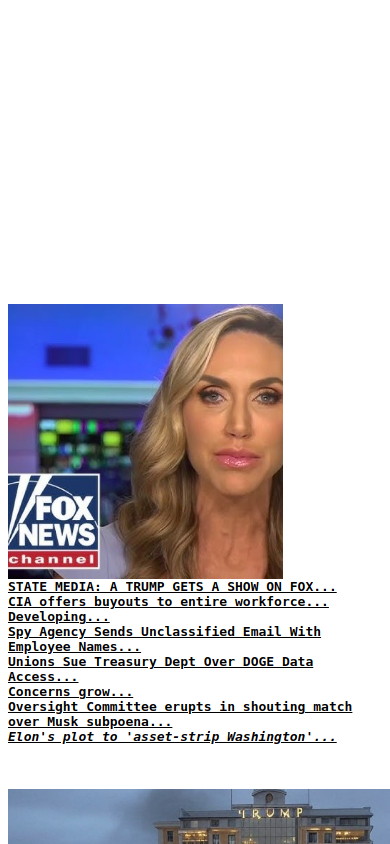 FOX
NEWS
channel
STATE MEDIA: A TRUMP GETS A SHOW ON FOX...
CIA offers buyouts to entire workforce...
Developing...
Spy Agency Sends Unclassified Email With
Employee Names...
Unions Sue Treasury Dept Over DOGE Data
Access...
Concerns grow...
Oversight Committee erupts in shouting match
over Musk subpoena...
Elon's plot to 'asset-strip Washington'...
TRUMP